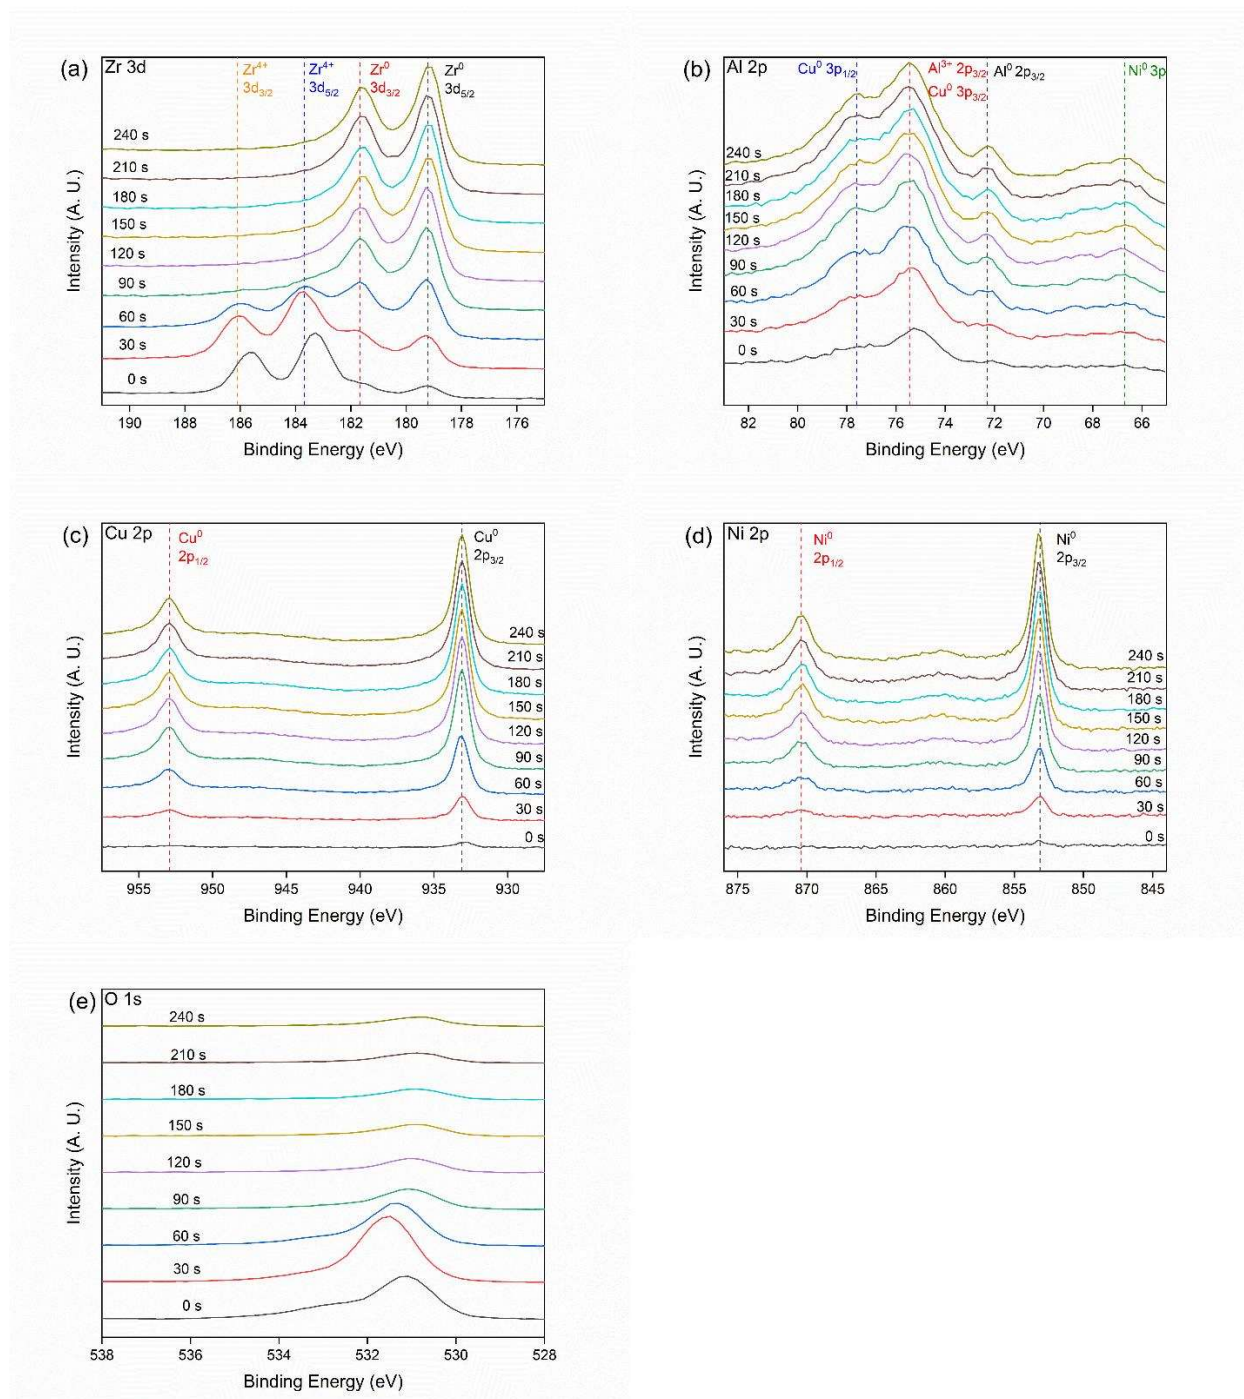 (a)
Zr 3d
Zr⁴⁺
3d₃/₂
Zr⁴⁺
3d₅/₂
Zr⁰
3d₃/₂
Zr⁰
3d₅/₂
240 s
210 s
180 s
150 s
120 s
90 s
60 s
30 s
0 s
Intensity (A. U.)
190 188 186 184 182 180 178 176
Binding Energy (eV)
(b)
Al 2p
Cu⁰ 3p₁/₂
Al³⁺ 2p₃/₂
Cu⁰ 3p₃/₂
Al⁰ 2p₃/₂
Ni⁰ 3p
240 s
210 s
180 s
150 s
120 s
90 s
60 s
30 s
0 s
Intensity (A. U.)
82 80 78 76 74 72 70 68 66
Binding Energy (eV)
(c)
Cu 2p
Cu⁰
2p₁/₂
Cu⁰
2p₃/₂
240 s
210 s
180 s
150 s
120 s
90 s
60 s
30 s
0 s
Intensity (A. U.)
955 950 945 940 935 930
Binding Energy (eV)
(d)
Ni 2p
Ni⁰
2p₁/₂
Ni⁰
2p₃/₂
240 s
210 s
180 s
150 s
120 s
90 s
60 s
30 s
0 s
Intensity (A. U.)
875 870 865 860 855 850 845
Binding Energy (eV)
(e)
O 1s
240 s
210 s
180 s
150 s
120 s
90 s
60 s
30 s
0 s
Intensity (A. U.)
538 536 534 532 530 528
Binding Energy (eV)